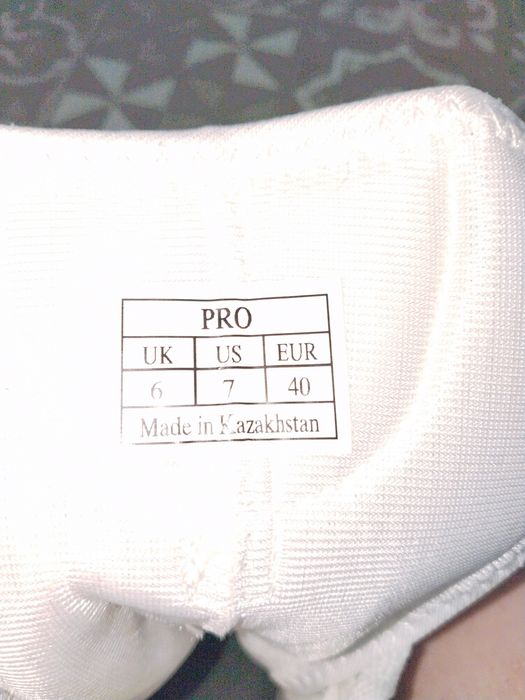 PRO
UK US EUR
6 7 40
Made in Kazakhstan